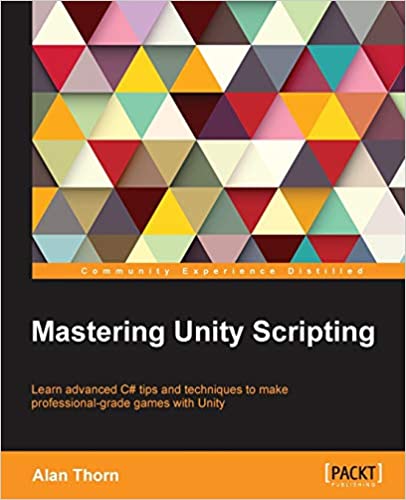 Community Experience Distilled
Mastering Unity Scripting
Learn advanced C# tips and techniques to make
professional-grade games with Unity
Alan Thorn
[PACKT]
PUBLISHING